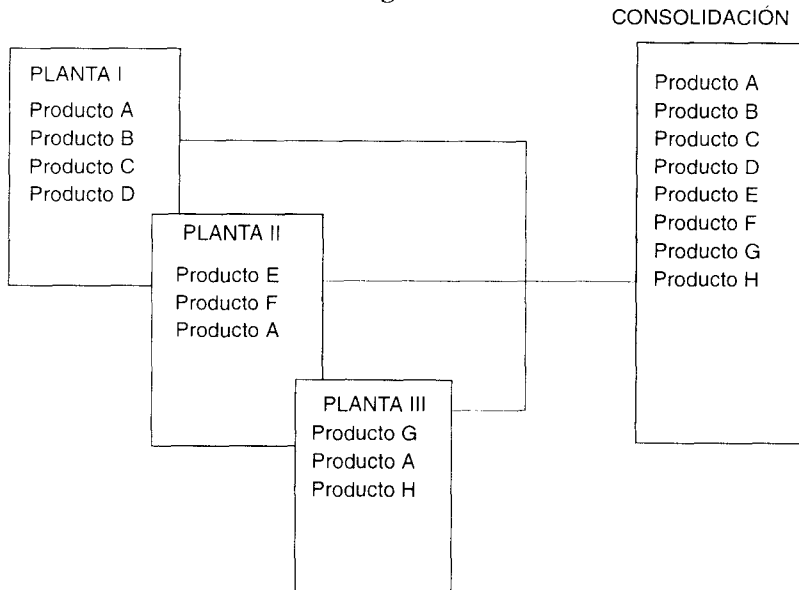 CONSOLIDACIÓN
PLANTA I
Producto A
Producto B
Producto C
Producto D
PLANTA II
Producto E
Producto F
Producto A
PLANTA III
Producto G
Producto A
Producto H
Producto A
Producto B
Producto C
Producto D
Producto E
Producto F
Producto G
Producto H